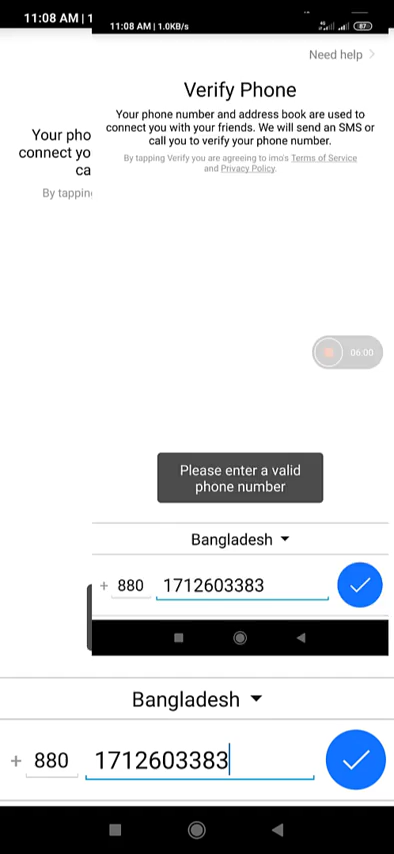 11:08 AM | 1
11:08 AM | 1.0KB/s
4G
87
Need help
Verify Phone
Your phone number and address book are used to
connect you with your friends. We will send an SMS or
call you to verify your phone number.
By tapping Verify you are agreeing to imo's Terms of Service
and Privacy Policy.
Your pho
connect yo
ca
By tappin
06:00
Please enter a valid
phone number
Bangladesh
+ 880 1712603383
Bangladesh
+ 880 1712603383